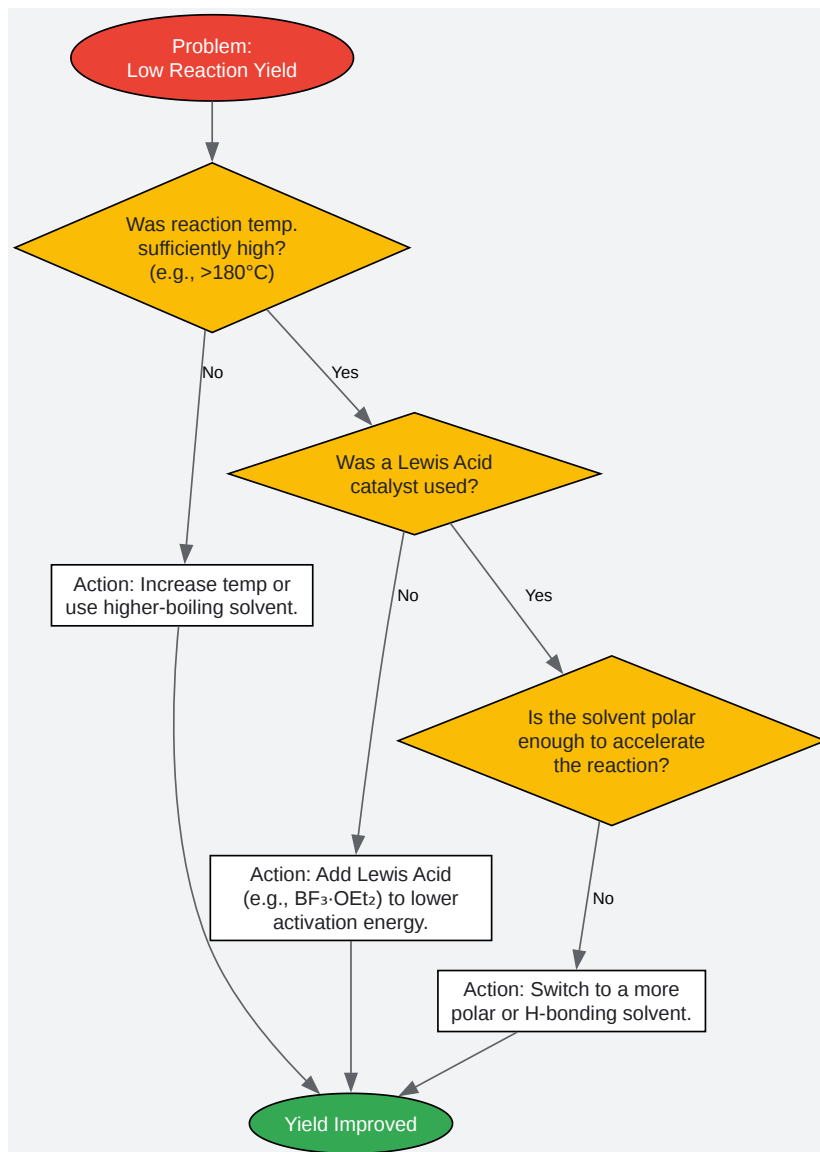 Problem:
Low Reaction Yield
Was reaction temp.
sufficiently high?
(e.g., >180°C)
No
Yes
Was a Lewis Acid
catalyst used?
Action: Increase temp or
use higher-boiling solvent.
No
Yes
Is the solvent polar
enough to accelerate
the reaction?
Action: Add Lewis Acid
(e.g., BF₃·OEt₂) to lower
activation energy.
No
Action: Switch to a more
polar or H-bonding solvent.
Yield Improved